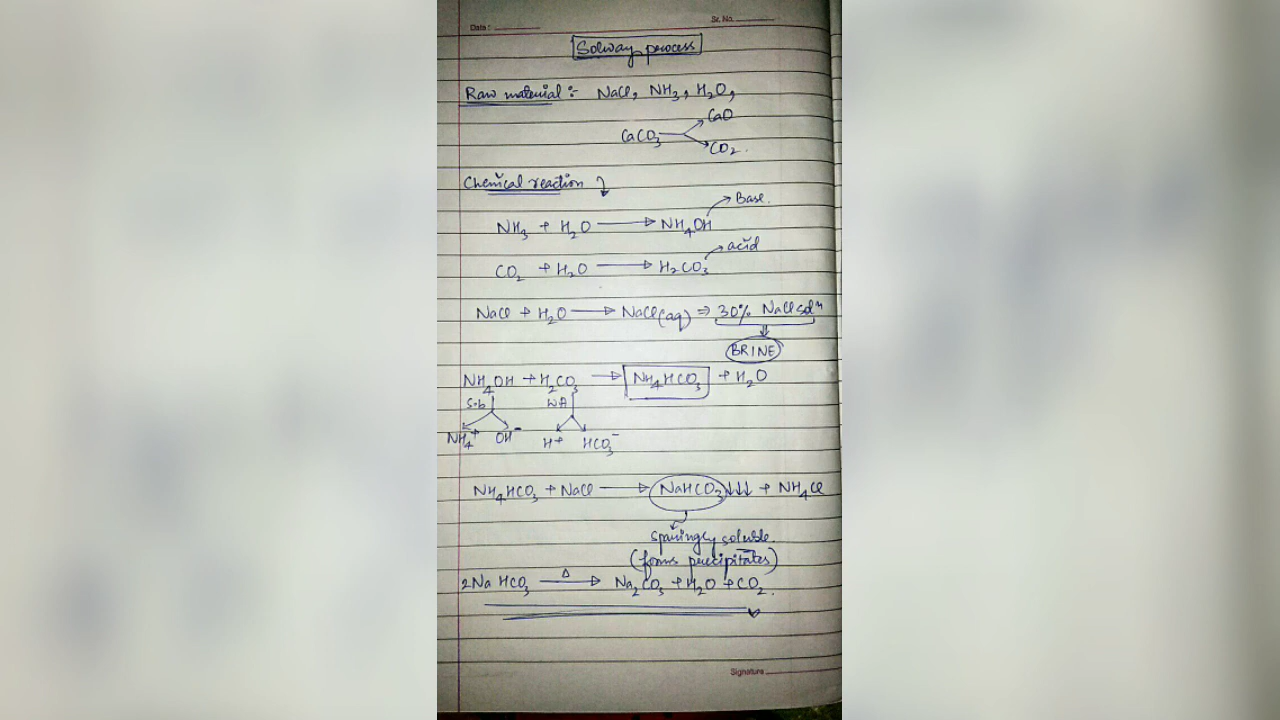 Date :
Sr. No.
Solway process
Raw material :- NaCl, NH3, H2O,
CaCO3 → CaO
CO2.
Chemical reaction
Base.
NH3 + H2O → NH4OH
acid
CO2 + H2O → H2CO3
NaCl + H2O → NaCl(aq) ⇒ 30% NaCl solⁿ
BRINE
NH4OH + H2CO3 → NH4HCO3 + H2O
S.b WA
NH4+ OH- H+ HCO3-
NH4HCO3 + NaCl → NaHCO3 ↓↓↓ + NH4Cl
sparingly soluble.
(forms precipitates)
2NaHCO3 Δ→ Na2CO3 + H2O + CO2.
Signature